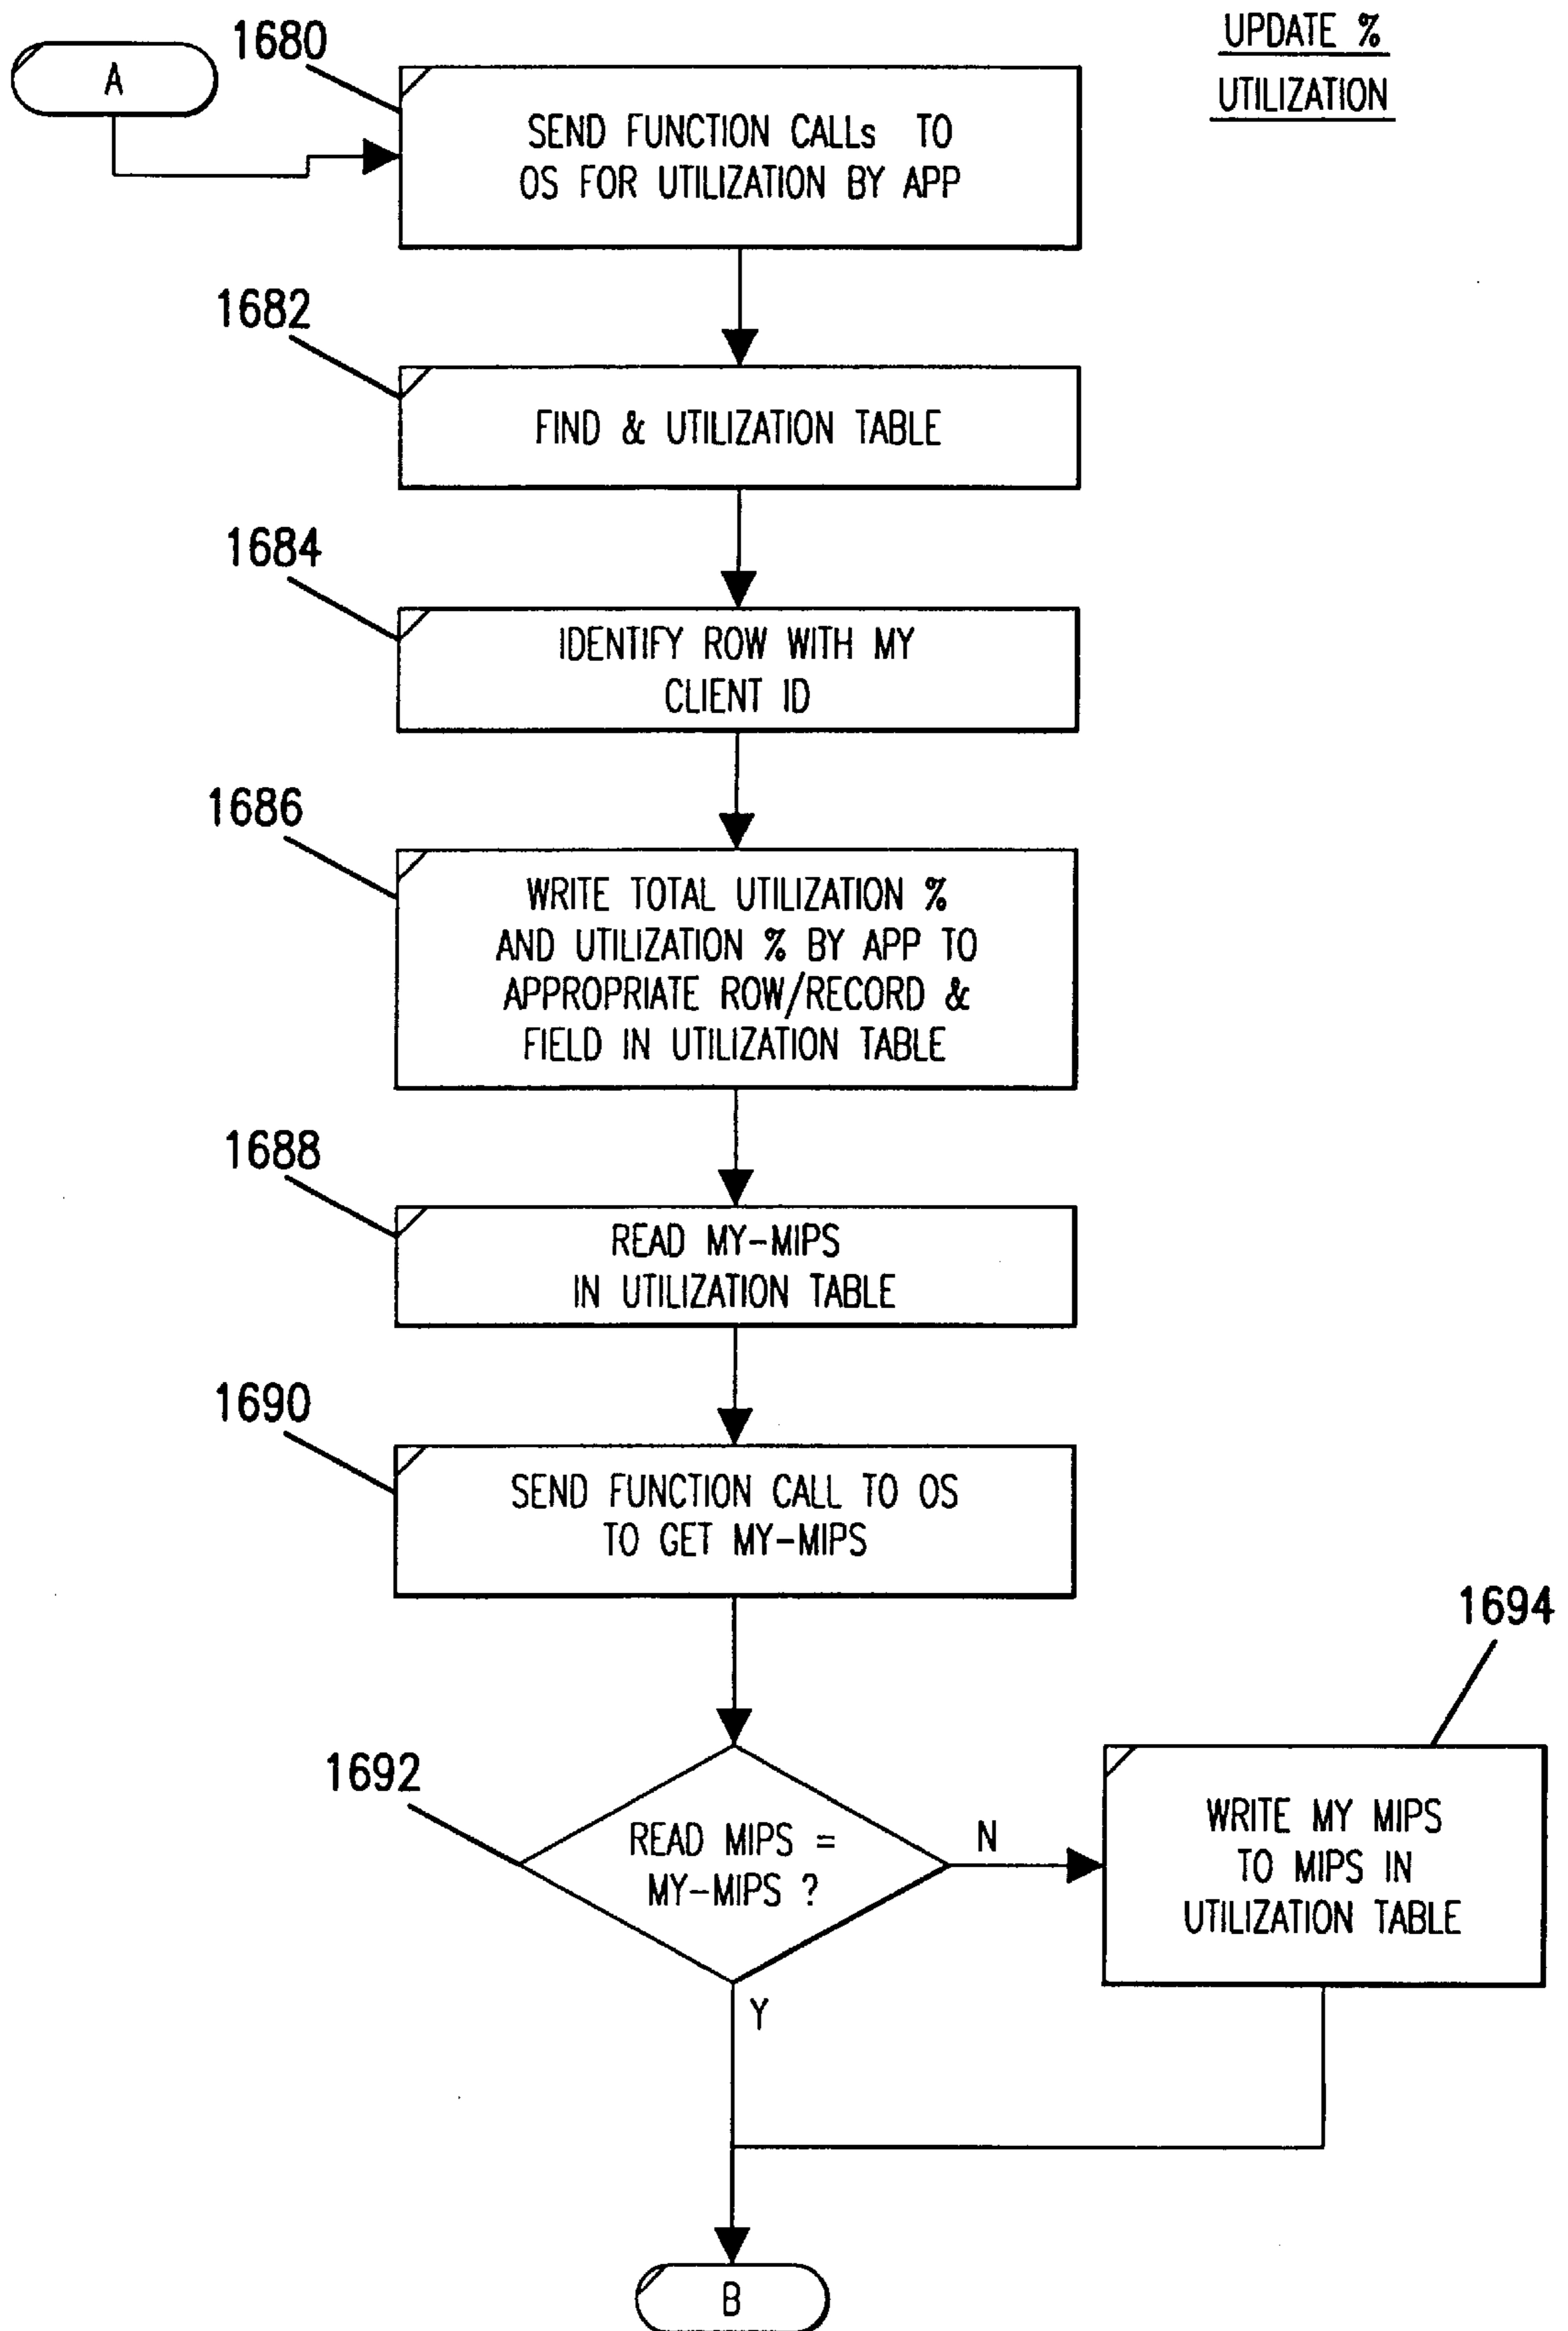 UPDATE %
UTILIZATION
A
1680
SEND FUNCTION CALLs TO
OS FOR UTILIZATION BY APP
1682
FIND & UTILIZATION TABLE
1684
IDENTIFY ROW WITH MY
CLIENT ID
1686
WRITE TOTAL UTILIZATION %
AND UTILIZATION % BY APP TO
APPROPRIATE ROW/RECORD &
FIELD IN UTILIZATION TABLE
1688
READ MY-MIPS
IN UTILIZATION TABLE
1690
SEND FUNCTION CALL TO OS
TO GET MY-MIPS
1692
READ MIPS =
MY-MIPS ?
N
Y
1694
WRITE MY MIPS
TO MIPS IN
UTILIZATION TABLE
B